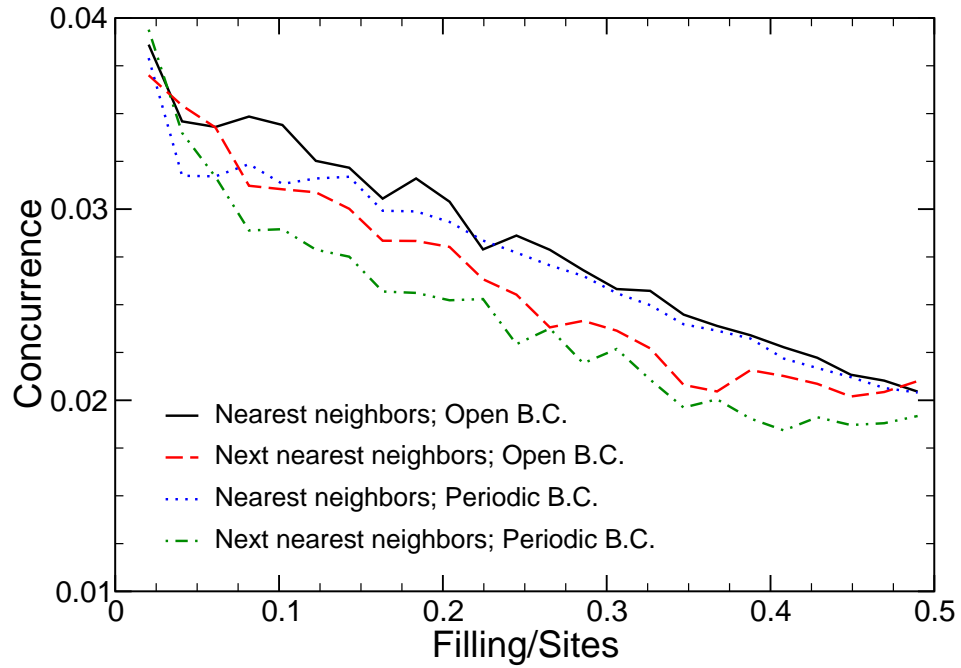 0.04
0.03
0.02
0.01
Concurrence
Nearest neighbors; Open B.C.
Next nearest neighbors; Open B.C.
Nearest neighbors; Periodic B.C.
Next nearest neighbors; Periodic B.C.
0 0.1 0.2 0.3 0.4 0.5
Filling/Sites